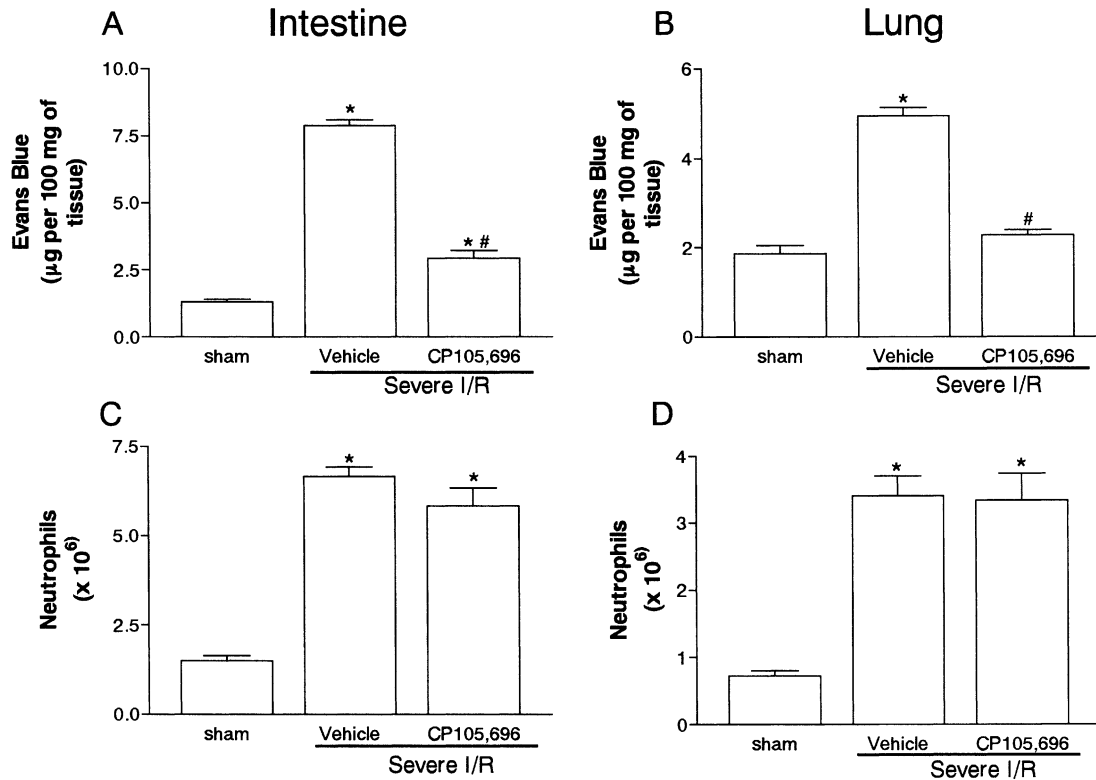 A Intestine
Evans Blue
(μg per 100 mg of
tissue)
10.0
7.5
5.0
2.5
0.0
*
* #
sham Vehicle CP105,696
Severe I/R
B Lung
Evans Blue
(μg per 100 mg of
tissue)
6
4
2
0
*
#
sham Vehicle CP105,696
Severe I/R
C
Neutrophils
(x 10⁶)
7.5
5.0
2.5
0.0
*
*
sham Vehicle CP105,696
Severe I/R
D
Neutrophils
(x 10⁶)
4
3
2
1
0
*
*
sham Vehicle CP105,696
Severe I/R